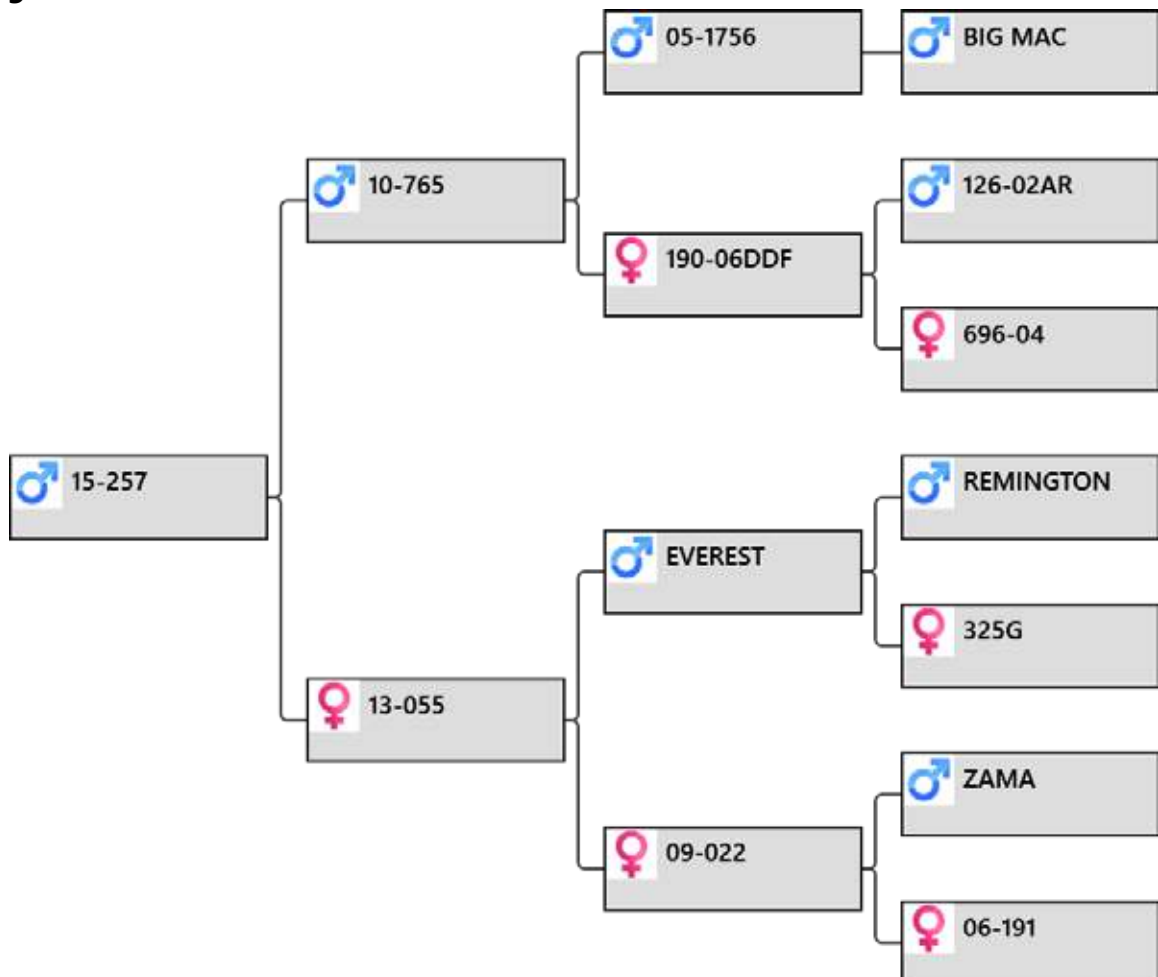 05-1756
BIG MAC
10-765
126-02AR
190-06DDF
696-04
15-257
REMINGTON
EVEREST
325G
13-055
ZAMA
09-022
06-191